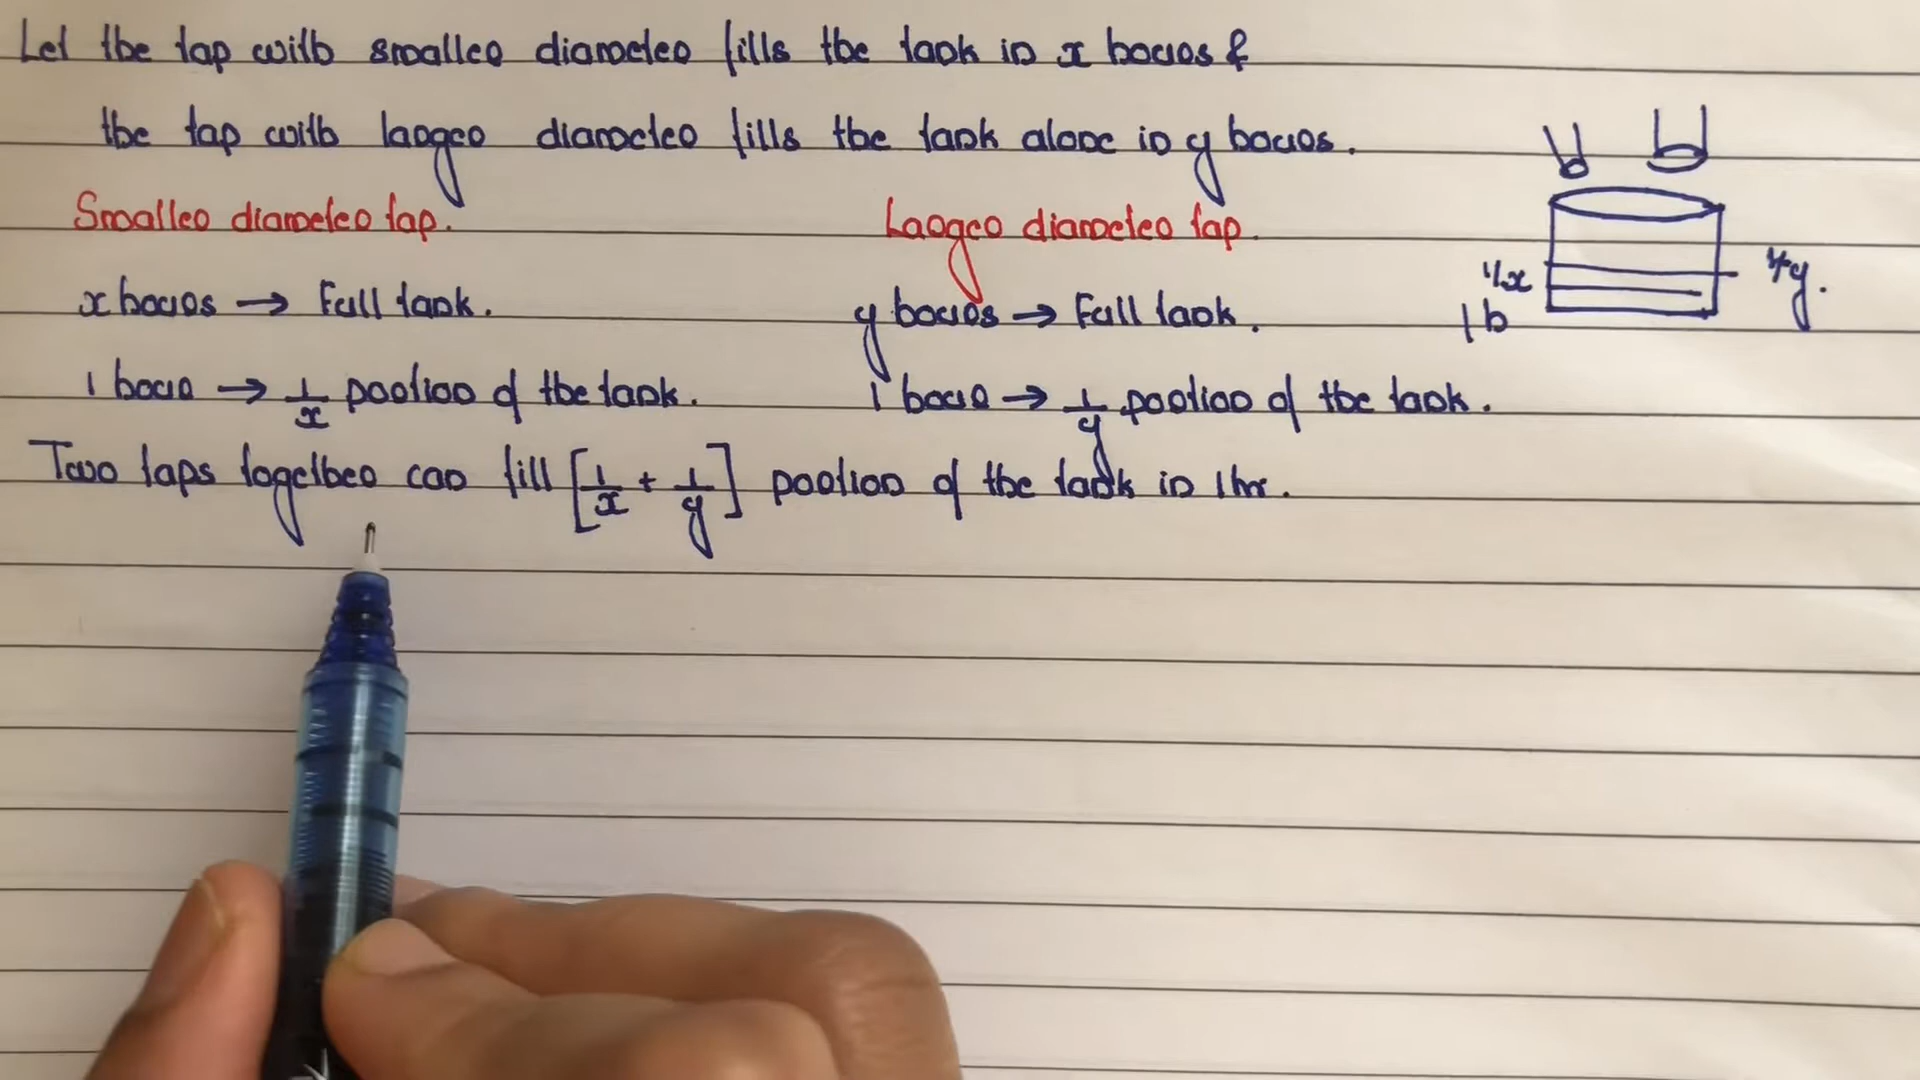 Let the tap with smaller diameter fills the tank in x hours &
the tap with larger diameter fills the tank alone in y hours.
Smaller diameter tap. Larger diameter tap.
x hours → Full tank. y hours → Full tank.
1 hour → 1/x portion of the tank. 1 hour → 1/y portion of the tank.
Two taps together can fill [1/x + 1/y] portion of the tank in 1hr.
1/x
1/y.
1h